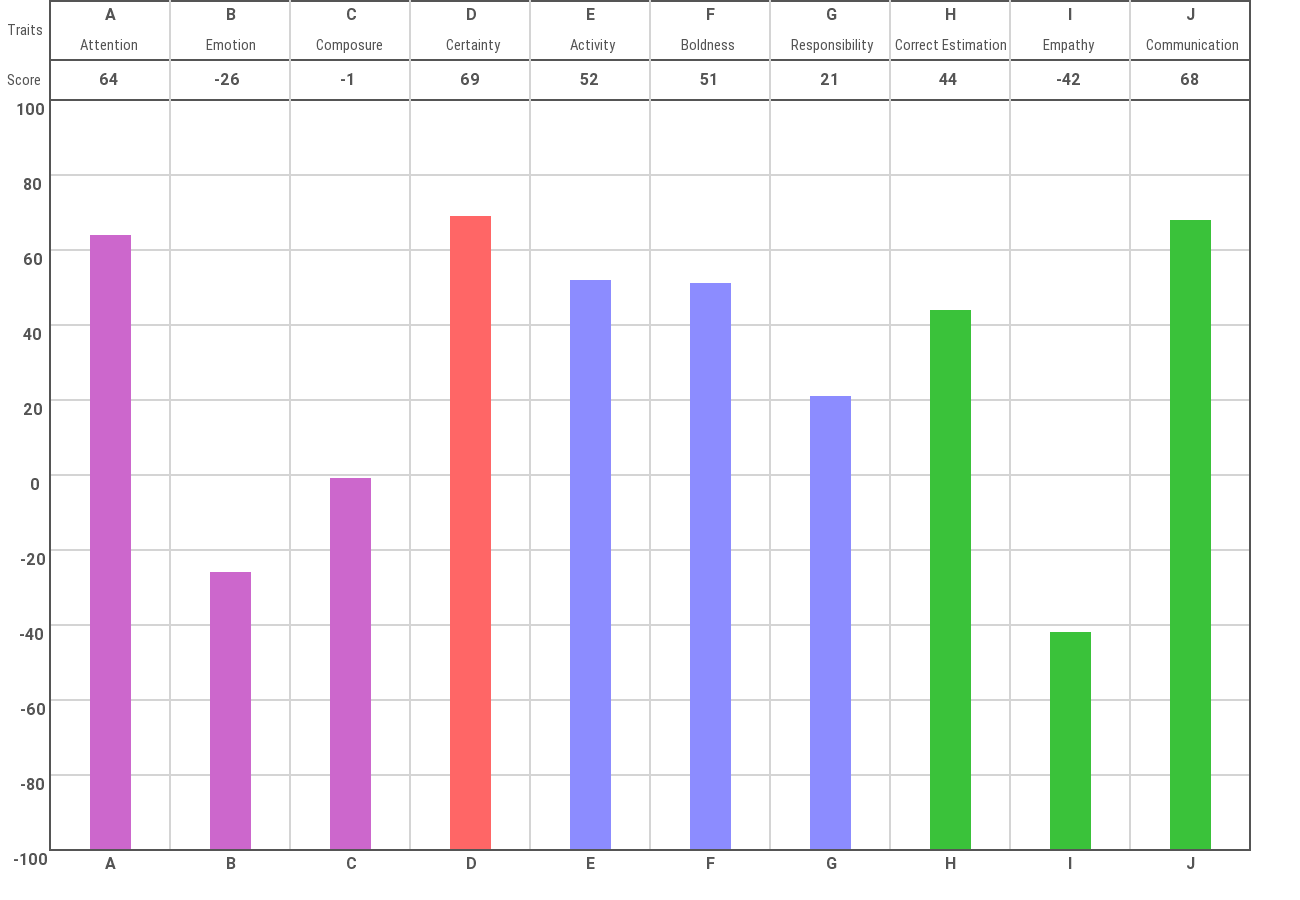 A B C D E F G H I J
Traits
Attention Emotion Composure Certainty Activity Boldness Responsibility Correct Estimation Empathy Communication
Score 64 -26 -1 69 52 51 21 44 -42 68
100
80
60
40
20
0
-20
-40
-60
-80
-100
A B C D E F G H I J